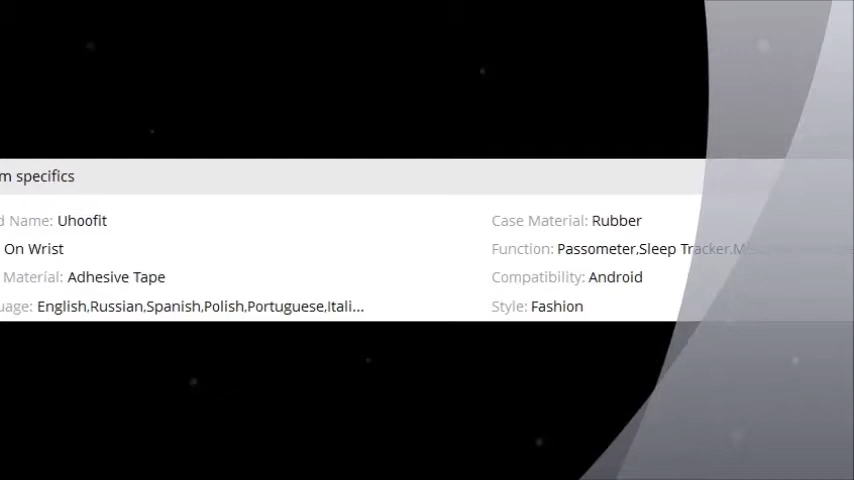 m specifics
d Name: Uhoofit
On Wrist
Material: Adhesive Tape
uage: English,Russian,Spanish,Polish,Portuguese,Itali...
Case Material: Rubber
Function: Passometer,Sleep Tracker,
Compatibility: Android
Style: Fashion